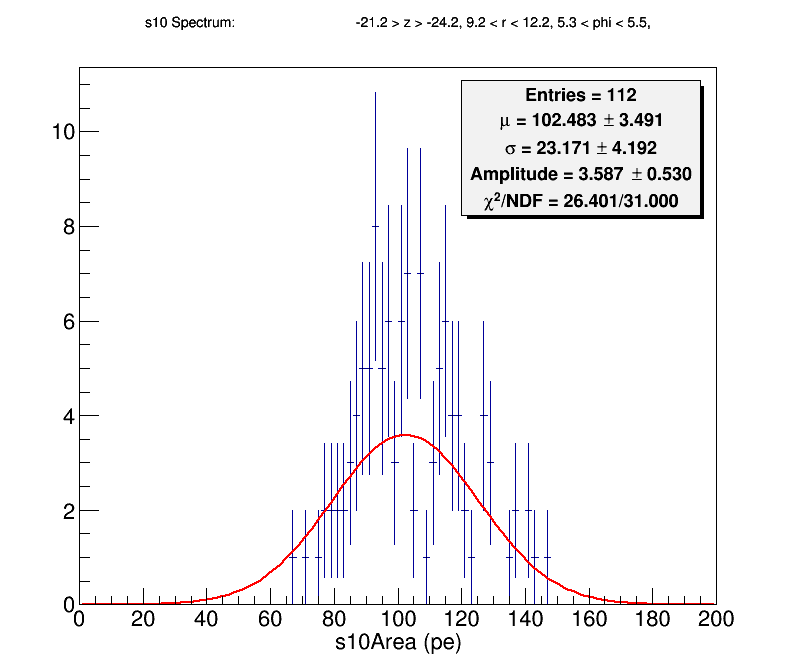 s10 Spectrum: -21.2 > z > -24.2, 9.2 < r < 12.2, 5.3 < phi < 5.5,
Entries = 112
μ = 102.483 ± 3.491
σ = 23.171 ± 4.192
Amplitude = 3.587 ± 0.530
χ²/NDF = 26.401/31.000
10
8
6
4
2
0
0 20 40 60 80 100 120 140 160 180 200
s10Area (pe)